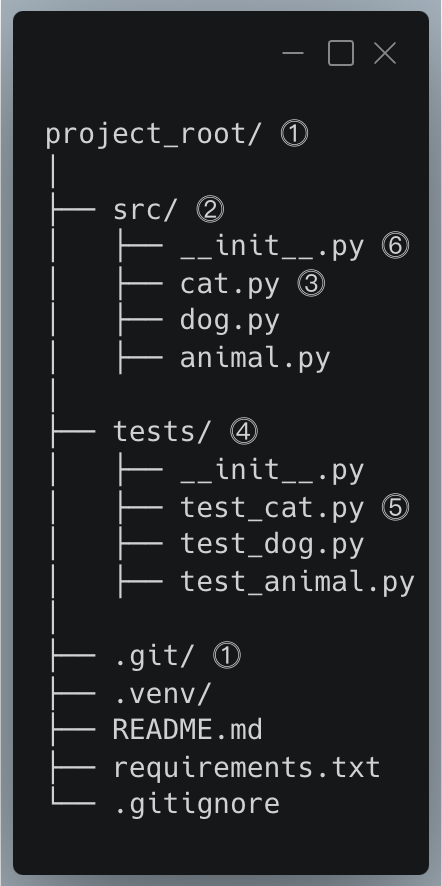 project_root/ ①
│
├── src/ ②
│   ├── __init__.py ⑥
│   ├── cat.py ③
│   ├── dog.py
│   ├── animal.py
│
├── tests/ ④
│   ├── __init__.py
│   ├── test_cat.py ⑤
│   ├── test_dog.py
│   ├── test_animal.py
│
├── .git/ ①
├── .venv/
├── README.md
├── requirements.txt
└── .gitignore